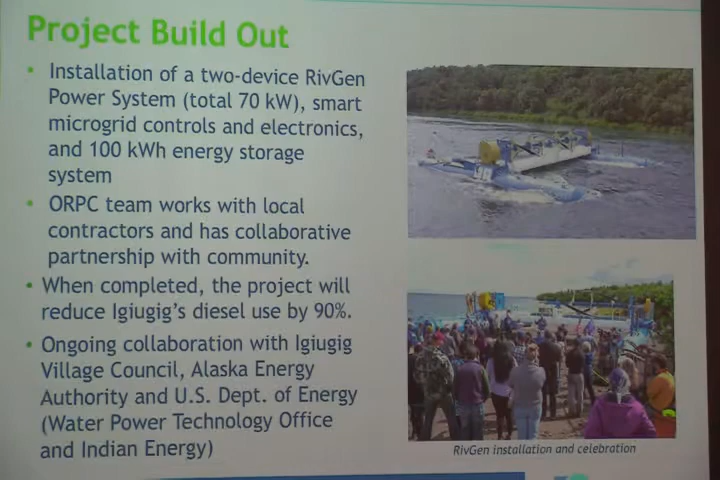 Project Build Out
• Installation of a two-device RivGen
Power System (total 70 kW), smart
microgrid controls and electronics,
and 100 kWh energy storage
system
• ORPC team works with local
contractors and has collaborative
partnership with community.
• When completed, the project will
reduce Igiugig's diesel use by 90%.
• Ongoing collaboration with Igiugig
Village Council, Alaska Energy
Authority and U.S. Dept. of Energy
(Water Power Technology Office
and Indian Energy)
RivGen installation and celebration